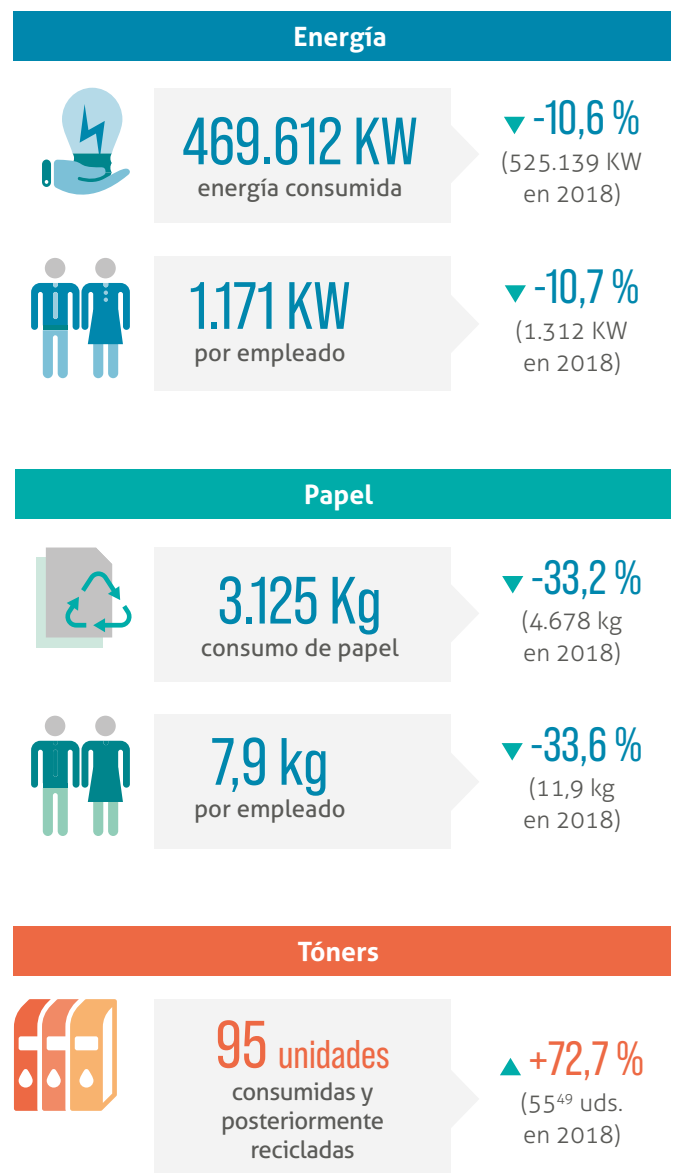 Energía
469.612 KW
energía consumida
-10,6 %
(525.139 KW
en 2018)
1.171 KW
por empleado
-10,7 %
(1.312 KW
en 2018)
Papel
3.125 Kg
consumo de papel
-33,2 %
(4.678 kg
en 2018)
7,9 kg
por empleado
-33,6 %
(11,9 kg
en 2018)
Tóners
95 unidades
consumidas y
posteriormente
recicladas
+72,7 %
(55⁴⁹ uds.
en 2018)